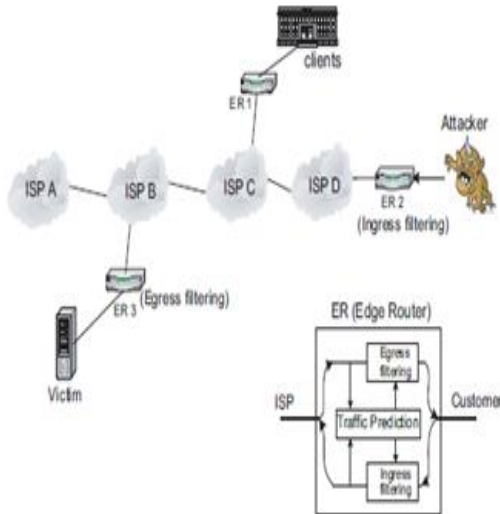 clients
ER 1
Attacker
ISP A
ISP B
ISP C
ISP D
ER 2
(Ingress filtering)
ER 3
(Egress filtering)
Victim
ER (Edge Router)
Egress
filtering
ISP
Traffic Prediction
Customer
Ingress
filtering